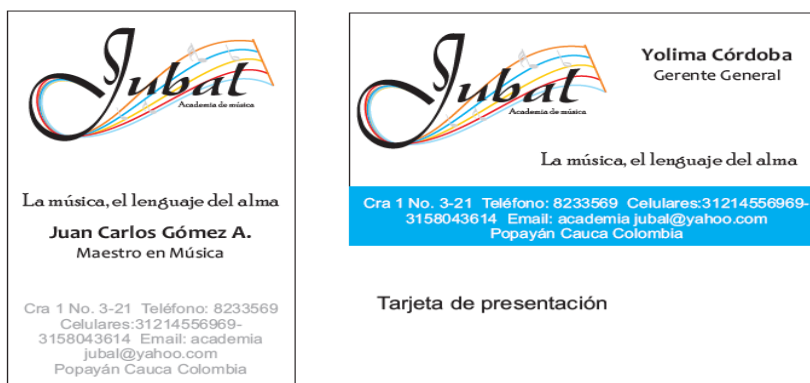 Jubal
Academia de música
La música, el lenguaje del alma
Juan Carlos Gómez A.
Maestro en Música
Cra 1 No. 3-21 Teléfono: 8233569
Celulares:31214556969-
3158043614 Email: academia
jubal@yahoo.com
Popayán Cauca Colombia
Jubal
Academia de música
Yolima Córdoba
Gerente General
La música, el lenguaje del alma
Cra 1 No. 3-21 Teléfono: 8233569 Celulares:31214556969-
3158043614 Email: academia jubal@yahoo.com
Popayán Cauca Colombia
Tarjeta de presentación